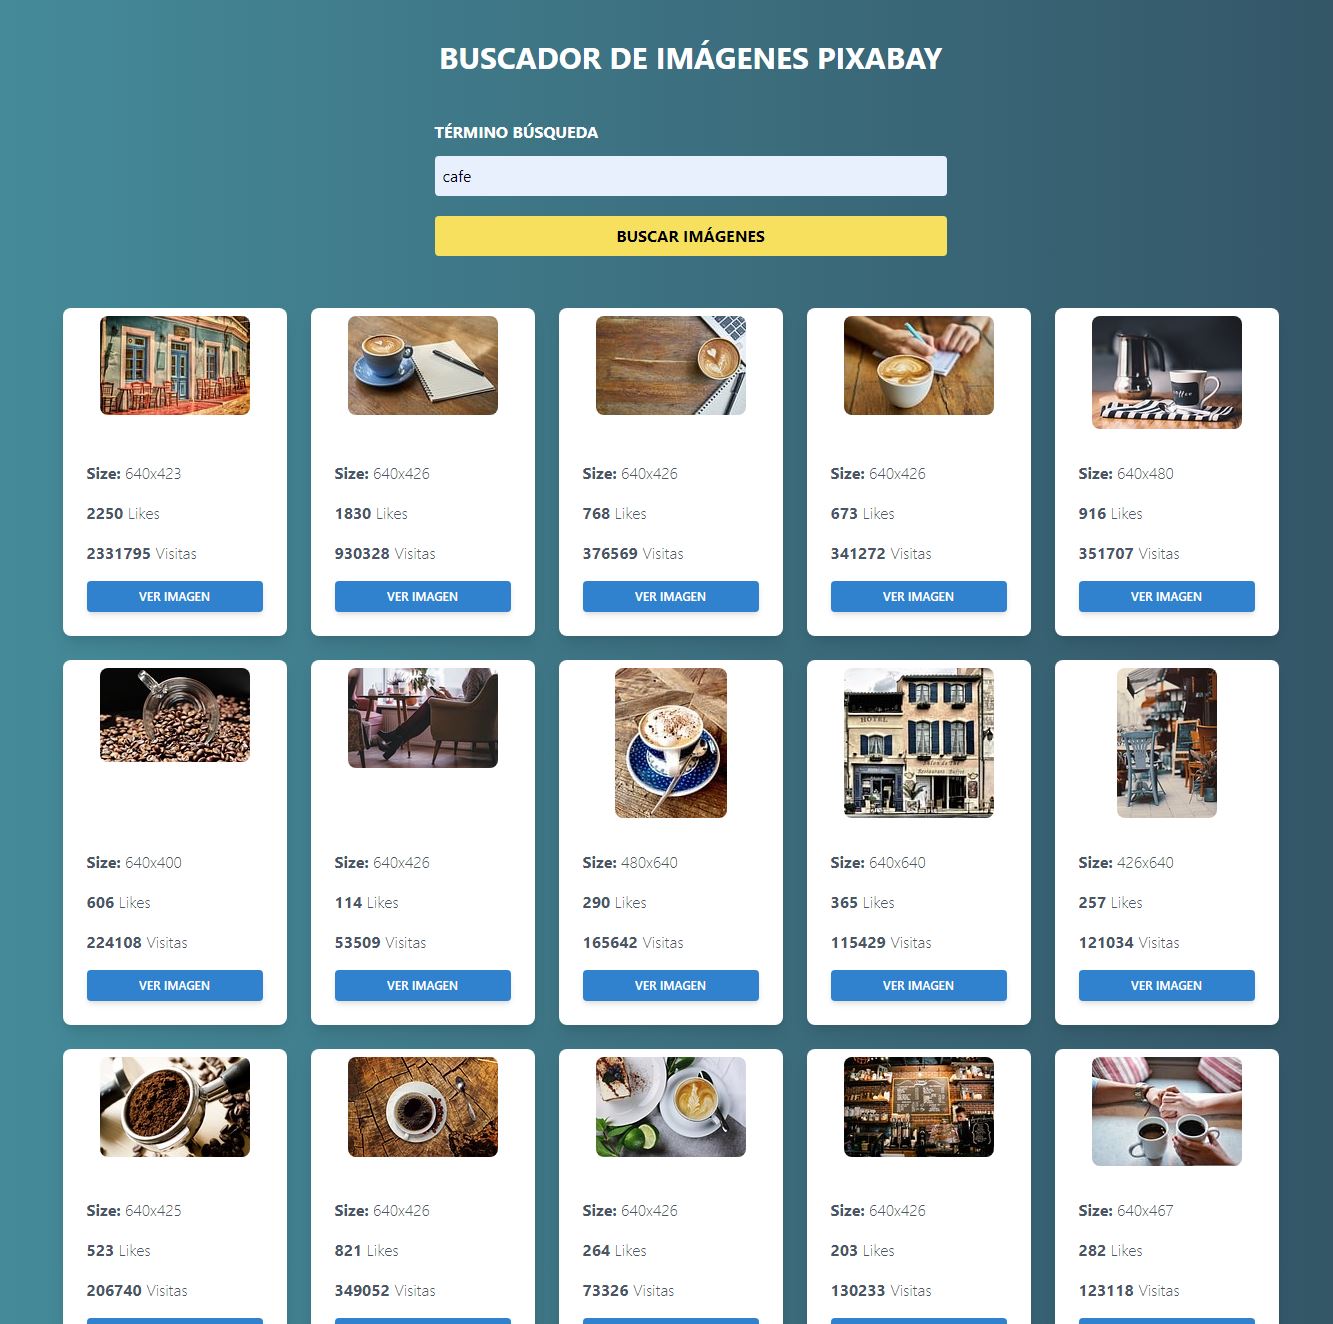 BUSCADOR DE IMÁGENES PIXABAY
TÉRMINO BÚSQUEDA
cafe
BUSCAR IMÁGENES
Size: 640x423
2250 Likes
2331795 Visitas
VER IMAGEN
Size: 640x426
1830 Likes
930328 Visitas
VER IMAGEN
Size: 640x426
768 Likes
376569 Visitas
VER IMAGEN
Size: 640x426
673 Likes
341272 Visitas
VER IMAGEN
coffee
Size: 640x480
916 Likes
351707 Visitas
VER IMAGEN
Size: 640x400
606 Likes
224108 Visitas
VER IMAGEN
Size: 640x426
114 Likes
53509 Visitas
VER IMAGEN
Size: 480x640
290 Likes
165642 Visitas
VER IMAGEN
HOTEL
Salon de Thé
Restaurant Buffet
Size: 640x640
365 Likes
115429 Visitas
VER IMAGEN
Size: 426x640
257 Likes
121034 Visitas
VER IMAGEN
Size: 640x425
523 Likes
206740 Visitas
Size: 640x426
821 Likes
349052 Visitas
Size: 640x426
264 Likes
73326 Visitas
Size: 640x426
203 Likes
130233 Visitas
Size: 640x467
282 Likes
123118 Visitas